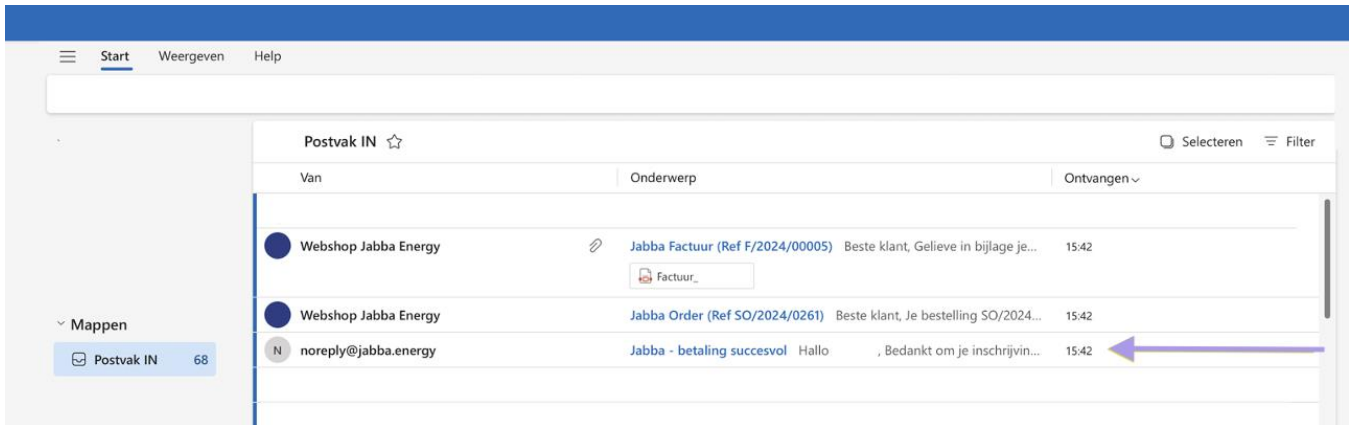 Start Weergeven Help
Postvak IN Selecteren Filter
Van Onderwerp Ontvangen
Webshop Jabba Energy Jabba Factuur (Ref F/2024/00005) Beste klant, Gelieve in bijlage je... 15:42
Factuur_
Webshop Jabba Energy Jabba Order (Ref SO/2024/0261) Beste klant, Je bestelling SO/2024... 15:42
N noreply@jabba.energy Jabba - betaling succesvol Hallo , Bedankt om je inschrijvin... 15:42
Mappen
Postvak IN 68